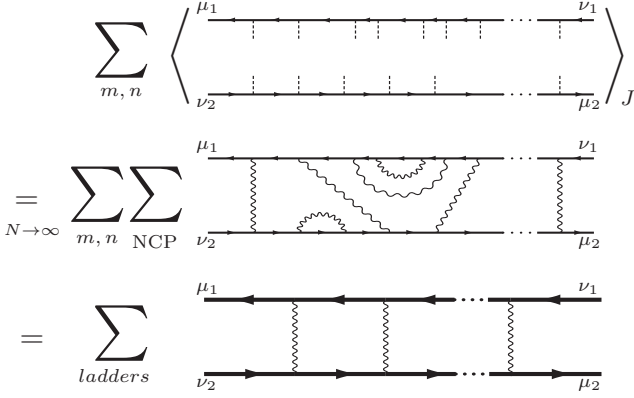 μ₁ ν₁
∑ ⟨ ··· ⟩
m, n
ν₂ μ₂ J
μ₁ ν₁
= ∑ ∑ ···
N→∞ m, n NCP
ν₂ μ₂
μ₁ ν₁
= ∑ ···
ladders
ν₂ μ₂